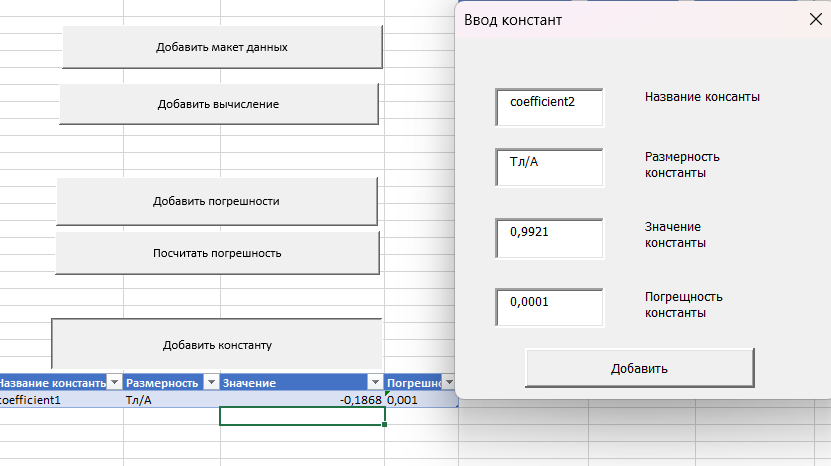 Добавить макет данных
Добавить вычисление
Добавить погрешности
Посчитать погрешность
Добавить константу
Название константы Размерность Значение Погрешно
coefficient1 Тл/А -0,1868 0,001
Ввод констант
coefficient2 Название консанты
Тл/А Размерность
константы
0,9921 Значение
константы
0,0001 Погрещность
константы
Добавить